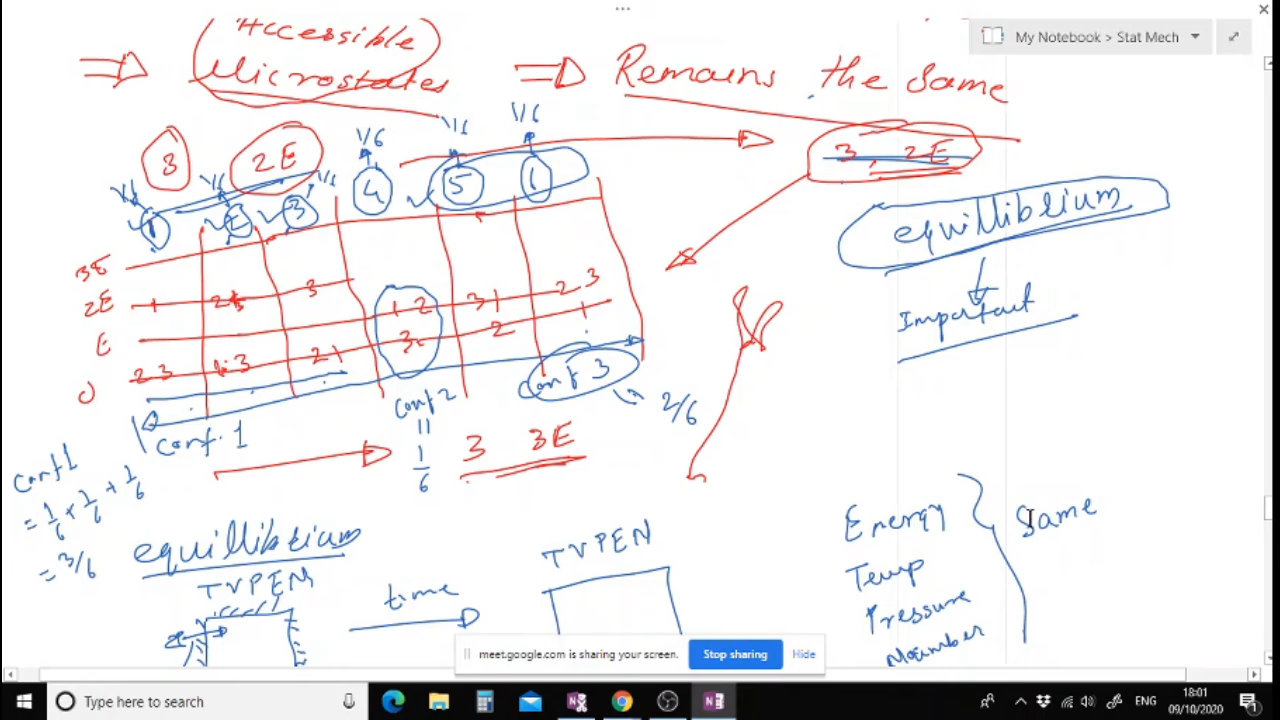 My Notebook > Stat Mech
Accessible
Microstates ⇒ Remains the same
1/6 1/6 1/6 1/6 1/6 1/6
3 2E 4 5 3, 2E
3
equillibrium
3E
2E 1 2 3 1 2 3 1 2 3
E 3 2 1
0 2 3 1 3 2 1
Important
N
Conf. 1 Conf 2 Conf 3 2/6
= 1/6
3 3E
Conf 1
= 1/6 + 1/6 + 1/6
= 3/6
equillibrium
TVPEN time TVPEN
Energy
Temp
Pressure
Same
meet.google.com is sharing your screen. Stop sharing Hide
Type here to search
ENG
18:01
09/10/2020